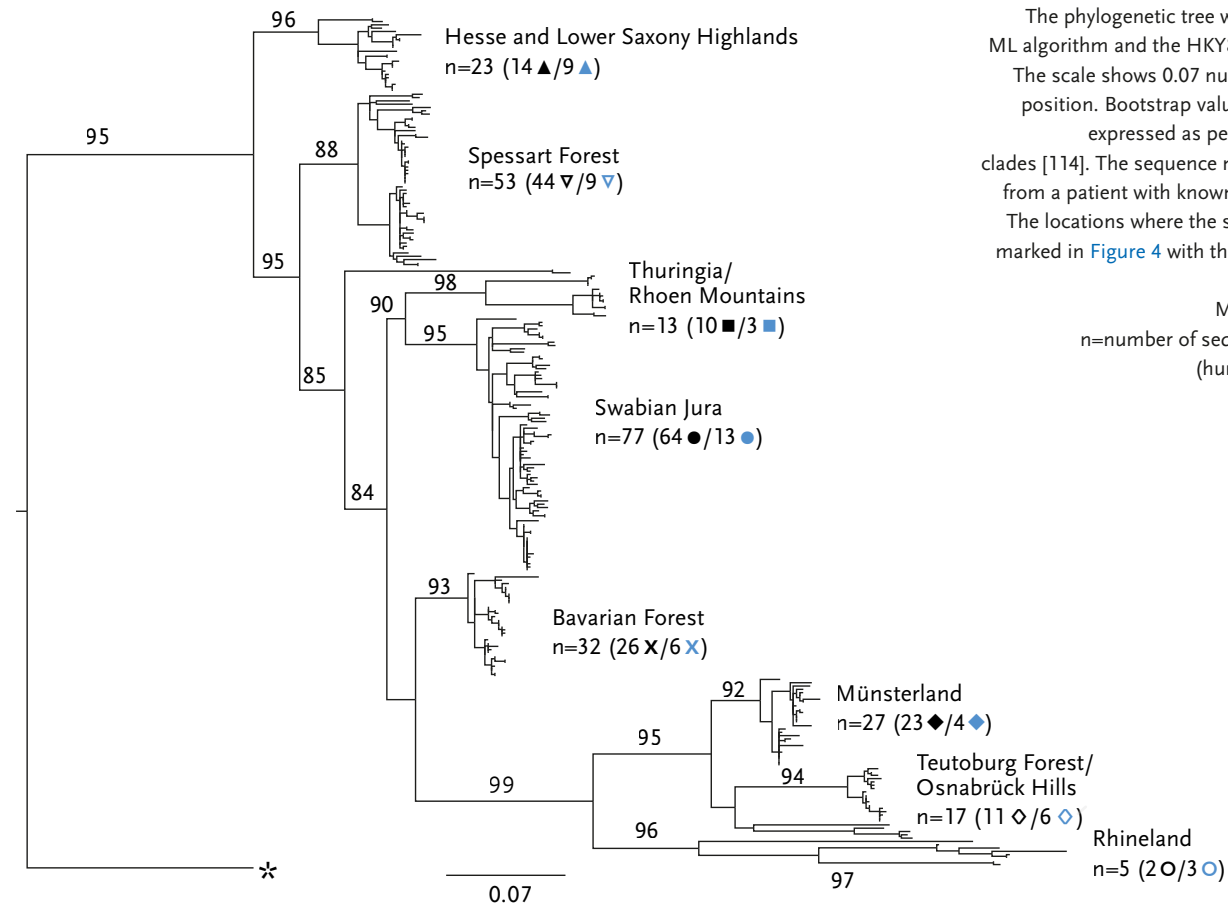 96
Hesse and Lower Saxony Highlands
n=23 (14▲/9▲)
95
88
Spessart Forest
n=53 (44▽/9▽)
95
Thuringia/
Rhoen Mountains
n=13 (10■/3■)
98
90
95
85
Swabian Jura
n=77 (64●/13●)
84
93
Bavarian Forest
n=32 (26 x/6 x)
92
Münsterland
n=27 (23◆/4◆)
95
Teutoburg Forest/
Osnabrück Hills
n=17 (11◇/6◇)
94
99
96
Rhineland
n=5 (2○/3○)
97
*
0.07
The phylogenetic tree w
ML algorithm and the HKY8
The scale shows 0.07 nu
position. Bootstrap valu
expressed as pe
clades [114]. The sequence
from a patient with known
The locations where the s
marked in Figure 4 with th
M
n=number of sec
(hur